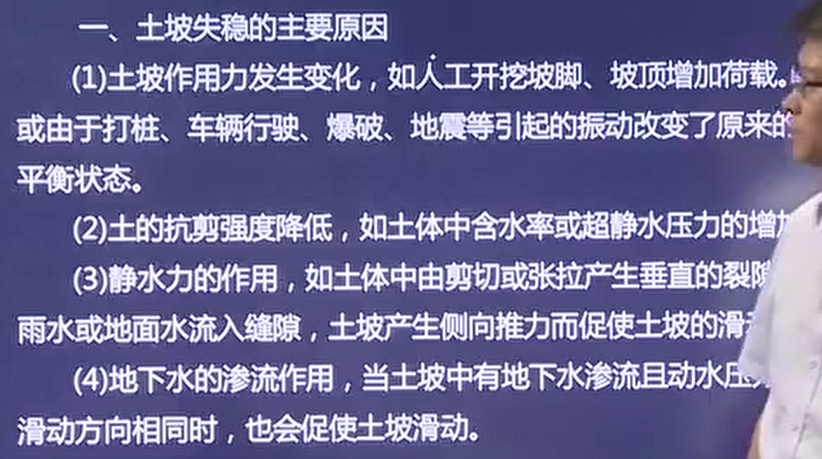 一、土坡失稳的主要原因
(1)土坡作用力发生变化，如人工开挖坡脚、坡顶增加荷载。
或由于打桩、车辆行驶、爆破、地震等引起的振动改变了原来的
平衡状态。
(2)土的抗剪强度降低，如土体中含水率或超静水压力的增加
(3)静水力的作用，如土体中由剪切或张拉产生垂直的裂隙
雨水或地面水流入缝隙，土坡产生侧向推力而促使土坡的滑
(4)地下水的渗流作用，当土坡中有地下水渗流且动水压
滑动方向相同时，也会促使土坡滑动。